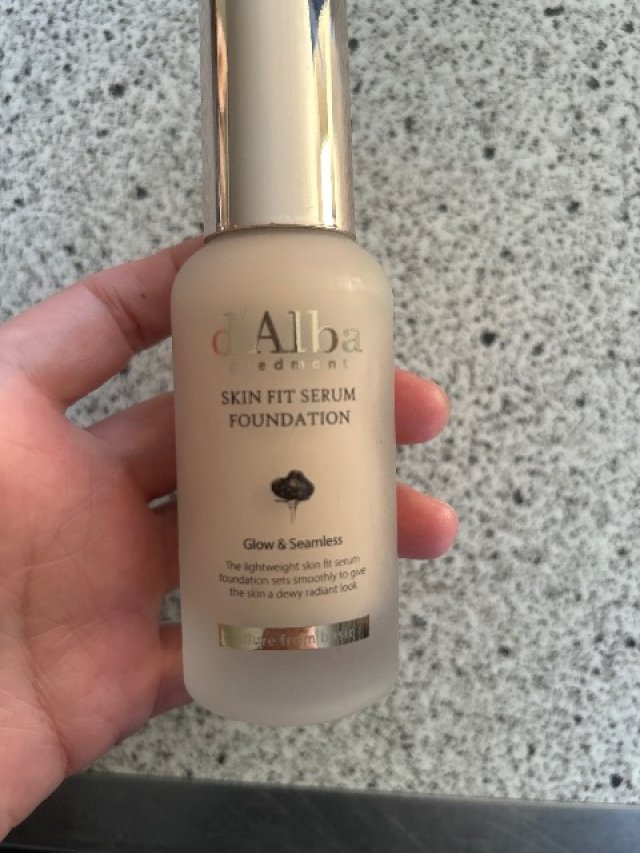 d'Alba
piedmont
SKIN FIT SERUM
FOUNDATION
Glow & Seamless
The lightweight skin fit serum
foundation sets smoothly to give
the skin a dewy radiant look
from